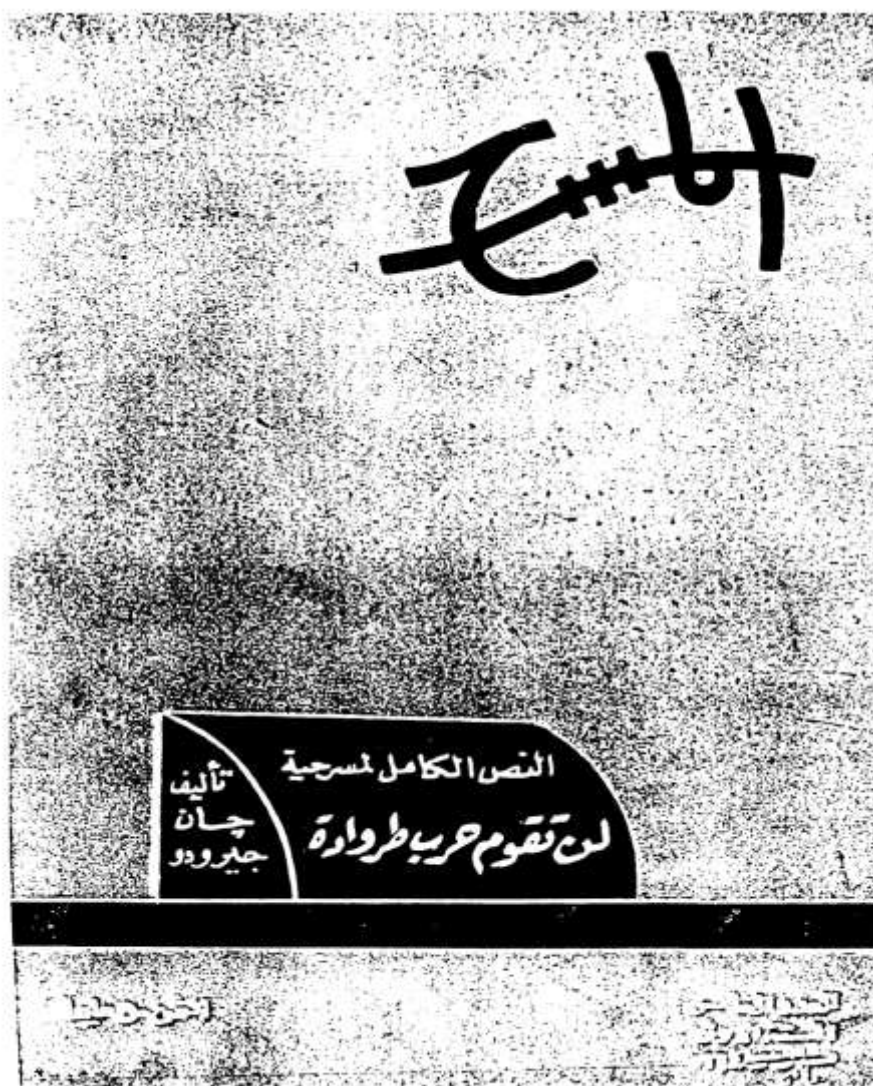 المسرح
النص الكامل لمسرحية
لن تقوم حرب طروادة
تأليف
چان
جيرودو